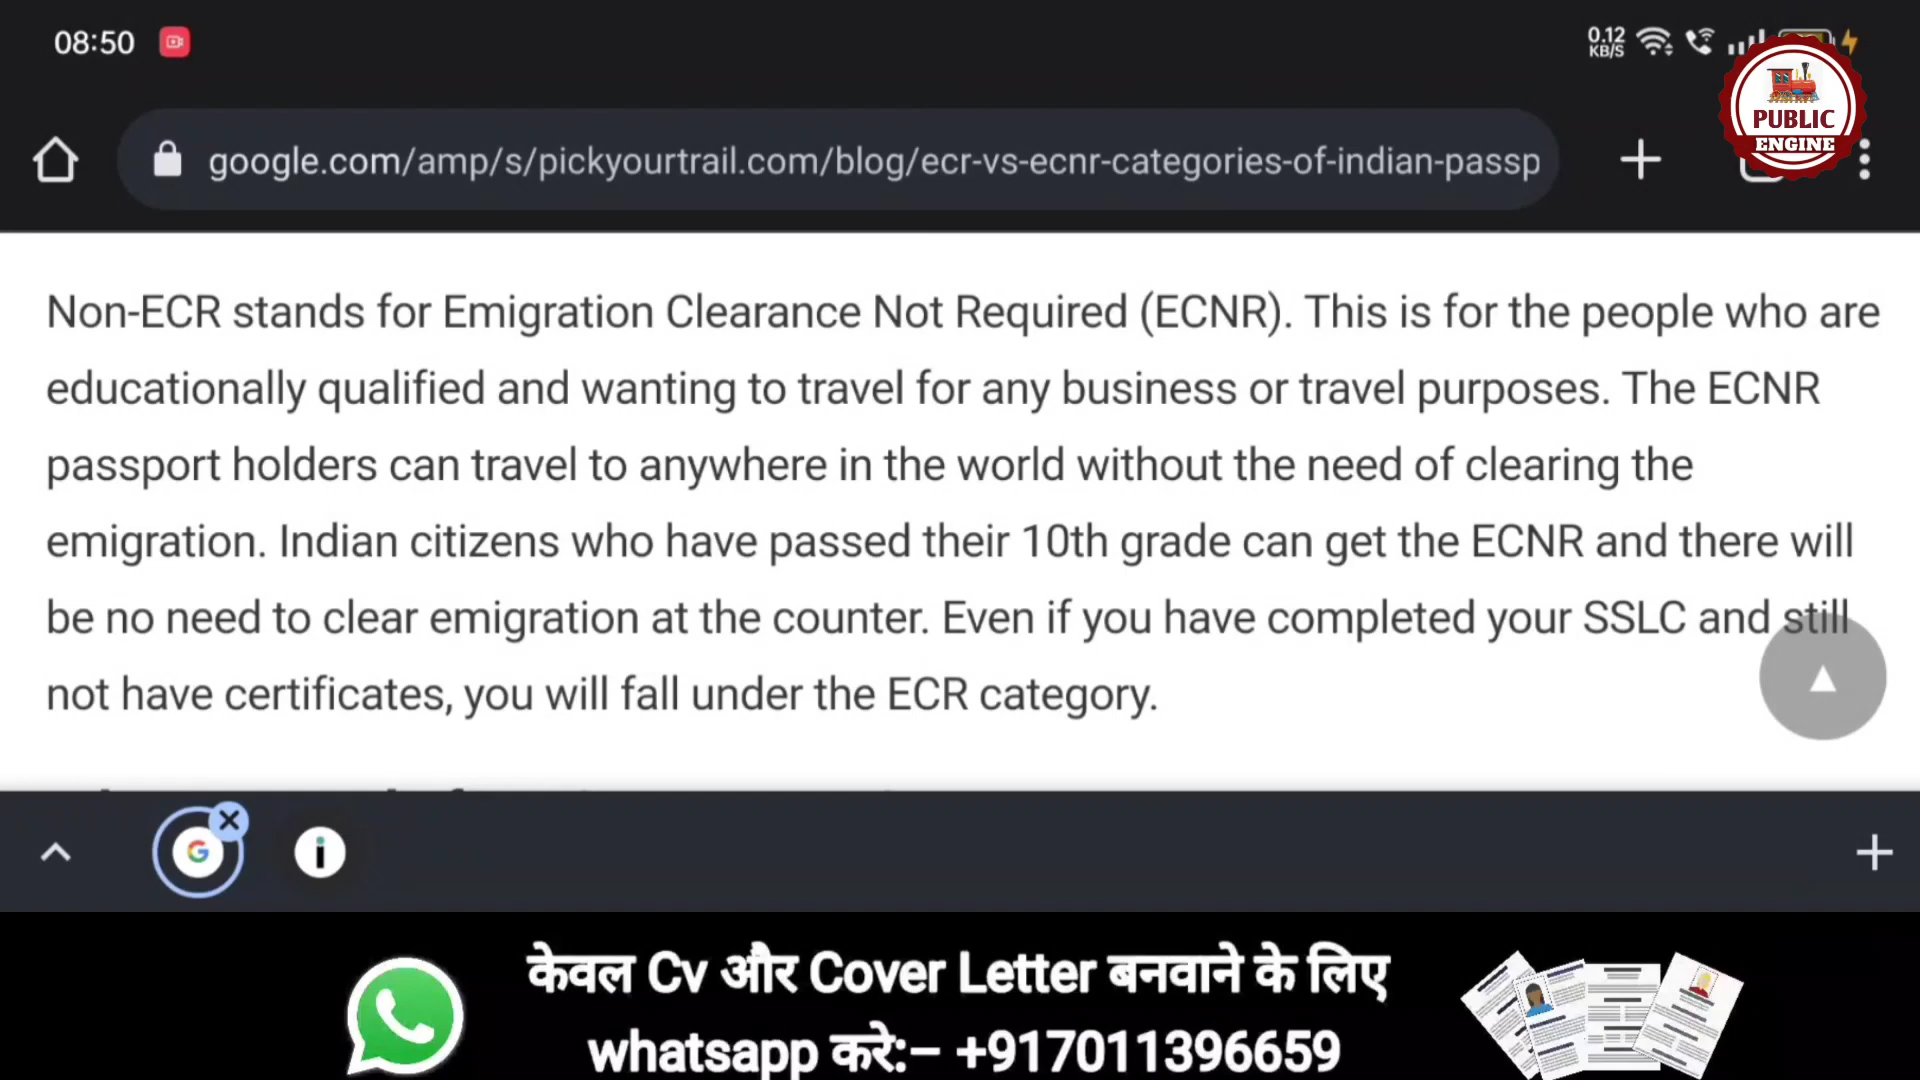 08:50
0.12
KB/S
PUBLIC
ENGINE
google.com/amp/s/pickyourtrail.com/blog/ecr-vs-ecnr-categories-of-indian-passp
Non-ECR stands for Emigration Clearance Not Required (ECNR). This is for the people who are
educationally qualified and wanting to travel for any business or travel purposes. The ECNR
passport holders can travel to anywhere in the world without the need of clearing the
emigration. Indian citizens who have passed their 10th grade can get the ECNR and there will
be no need to clear emigration at the counter. Even if you have completed your SSLC and still
not have certificates, you will fall under the ECR category.
केवल Cv और Cover Letter बनवाने के लिए
whatsapp करे:– +917011396659